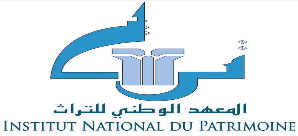 المعهد الوطني للتراث
INSTITUT NATIONAL DU PATRIMOINE